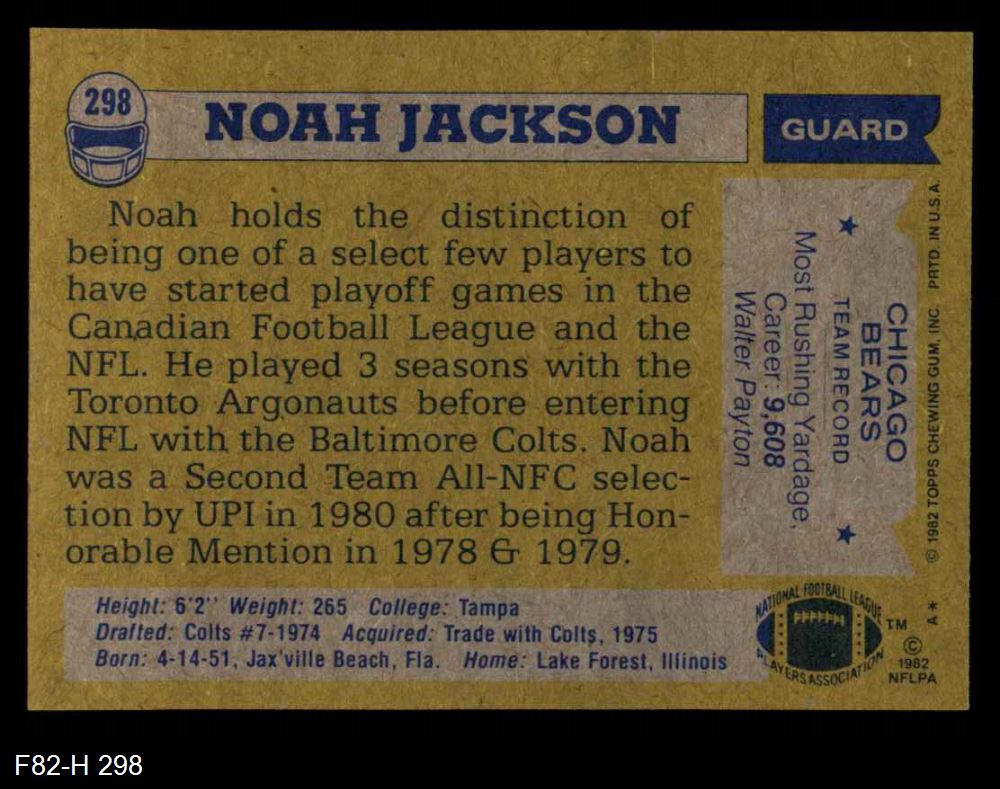 298
NOAH JACKSON
GUARD
Noah holds the distinction of
being one of a select few players to
have started playoff games in the
Canadian Football League and the
NFL. He played 3 seasons with the
Toronto Argonauts before entering
NFL with the Baltimore Colts. Noah
was a Second Team All-NFC selec-
tion by UPI in 1980 after being Hon-
orable Mention in 1978 & 1979.
CHICAGO
BEARS
★ TEAM RECORD ★
Most Rushing Yardage,
Career: 9,608
Walter Payton
© 1982 TOPPS CHEWING GUM, INC. PRTD. IN U.S.A.
Height: 6'2'' Weight: 265 College: Tampa
Drafted: Colts #7-1974 Acquired: Trade with Colts, 1975
Born: 4-14-51, Jax'ville Beach, Fla. Home: Lake Forest, Illinois
NATIONAL FOOTBALL LEAGUE
PLAYERS ASSOCIATION
TM
A*
©
1982
NFLPA
F82-H 298